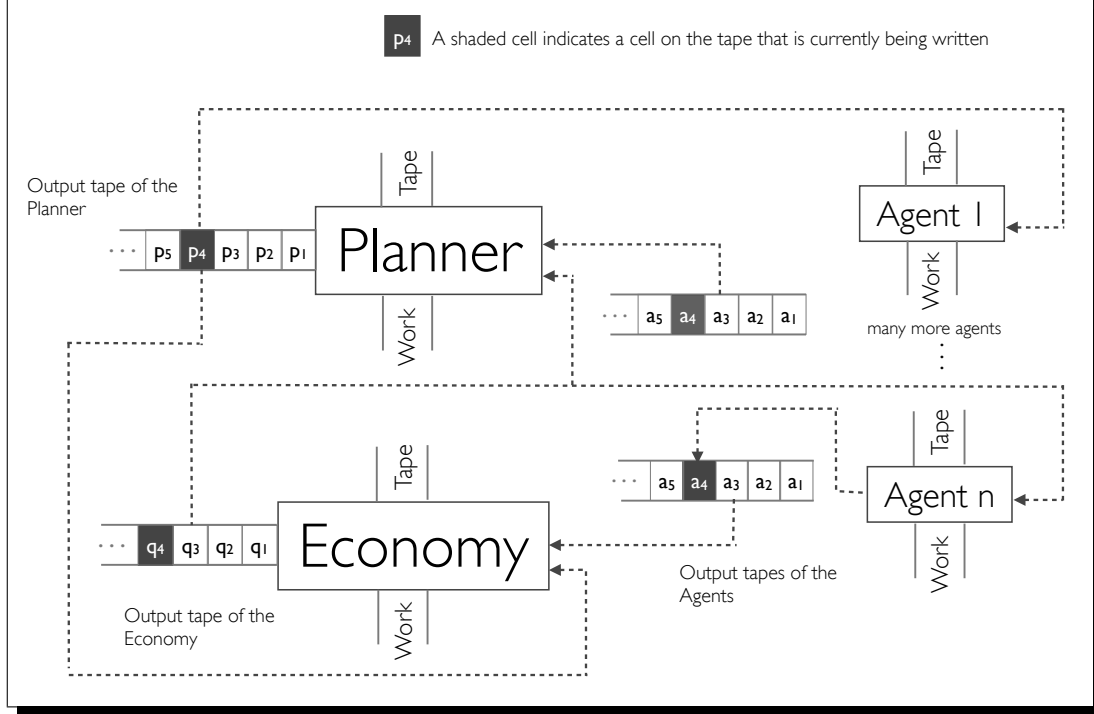 p4 A shaded cell indicates a cell on the tape that is currently being written
Output tape of the
Planner
Tape
Planner
Work
··· p5 p4 p3 p2 p1
Tape
Agent 1
Work
many more agents
··· a5 a4 a3 a2 a1
Tape
Economy
Work
··· q4 q3 q2 q1
Output tape of the
Economy
··· a5 a4 a3 a2 a1
Output tapes of the
Agents
Tape
Agent n
Work